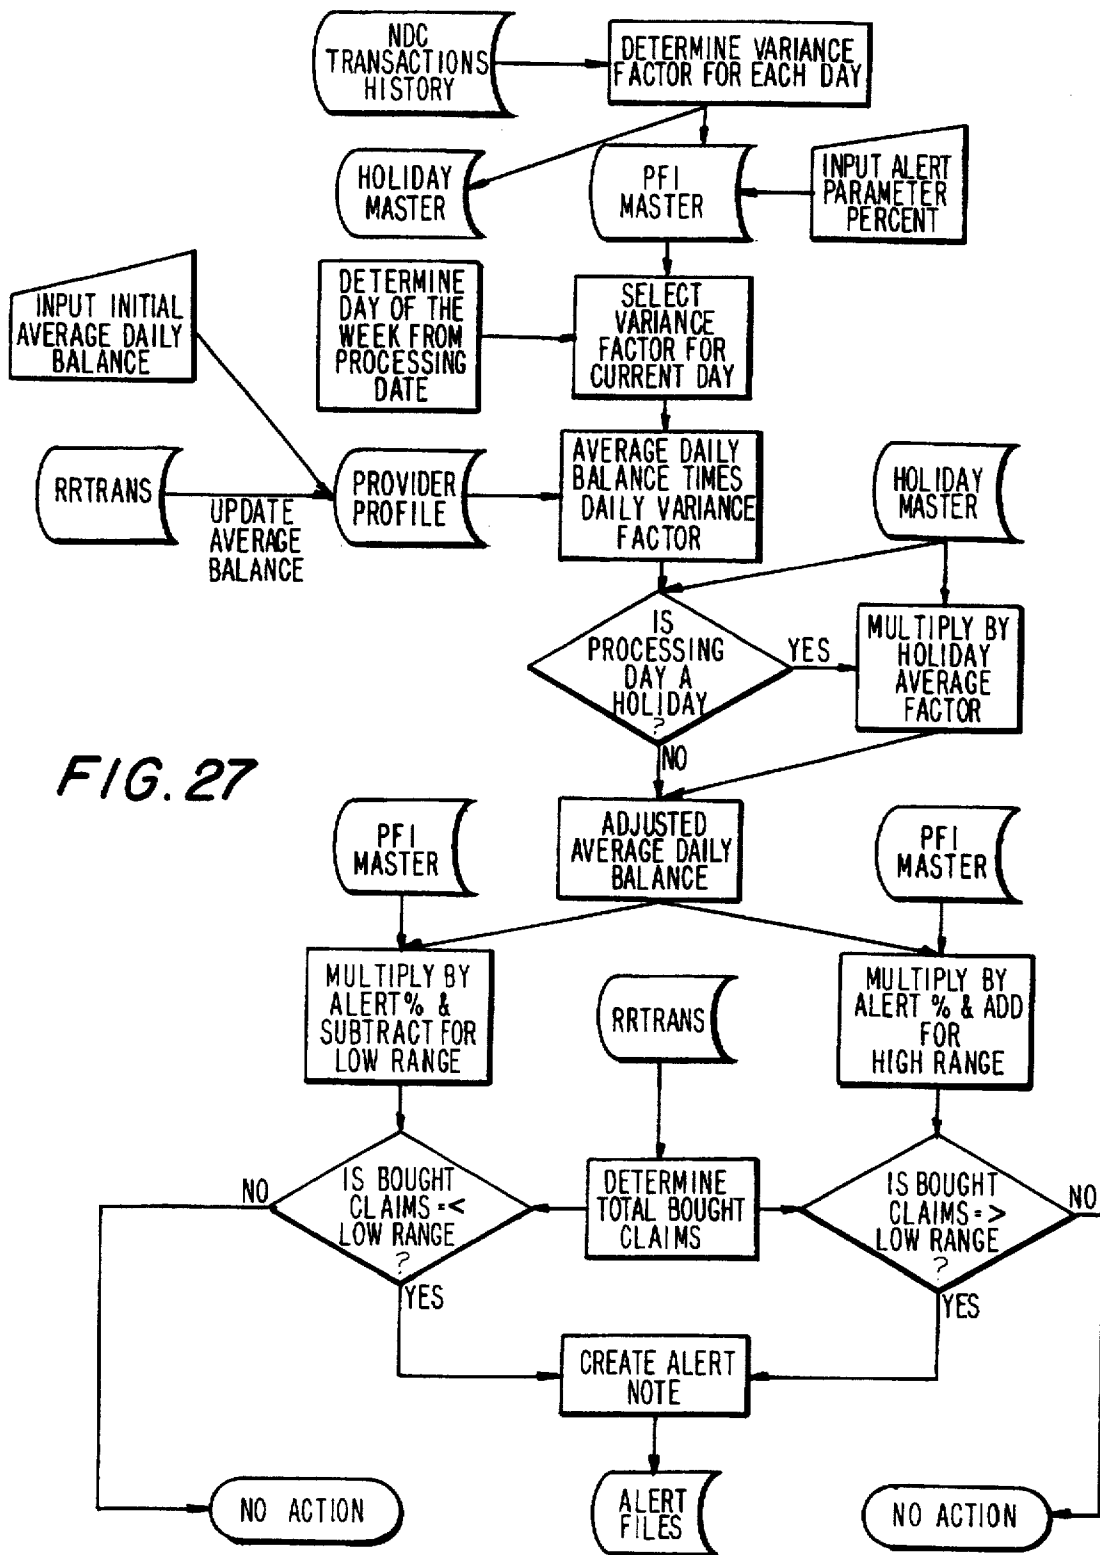 NDC
TRANSACTIONS
HISTORY
DETERMINE VARIANCE
FACTOR FOR EACH DAY
HOLIDAY
MASTER
PFI
MASTER
INPUT ALERT
PARAMETER
PERCENT
INPUT INITIAL
AVERAGE DAILY
BALANCE
DETERMINE
DAY OF THE
WEEK FROM
PROCESSING
DATE
SELECT
VARIANCE
FACTOR FOR
CURRENT DAY
RRTRANS
UPDATE
AVERAGE
BALANCE
PROVIDER
PROFILE
AVERAGE DAILY
BALANCE TIMES
DAILY VARIANCE
FACTOR
HOLIDAY
MASTER
IS
PROCESSING
DAY A
HOLIDAY
?
YES
MULTIPLY BY
HOLIDAY
AVERAGE
FACTOR
NO
FIG. 27
PFI
MASTER
ADJUSTED
AVERAGE DAILY
BALANCE
PFI
MASTER
MULTIPLY BY
ALERT % &
SUBTRACT FOR
LOW RANGE
RRTRANS
MULTIPLY BY
ALERT % & ADD
FOR
HIGH RANGE
NO
IS BOUGHT
CLAIMS=<
LOW RANGE
?
YES
DETERMINE
TOTAL BOUGHT
CLAIMS
IS BOUGHT
CLAIMS=>
LOW RANGE
?
NO
YES
CREATE ALERT
NOTE
NO ACTION
ALERT
FILES
NO ACTION